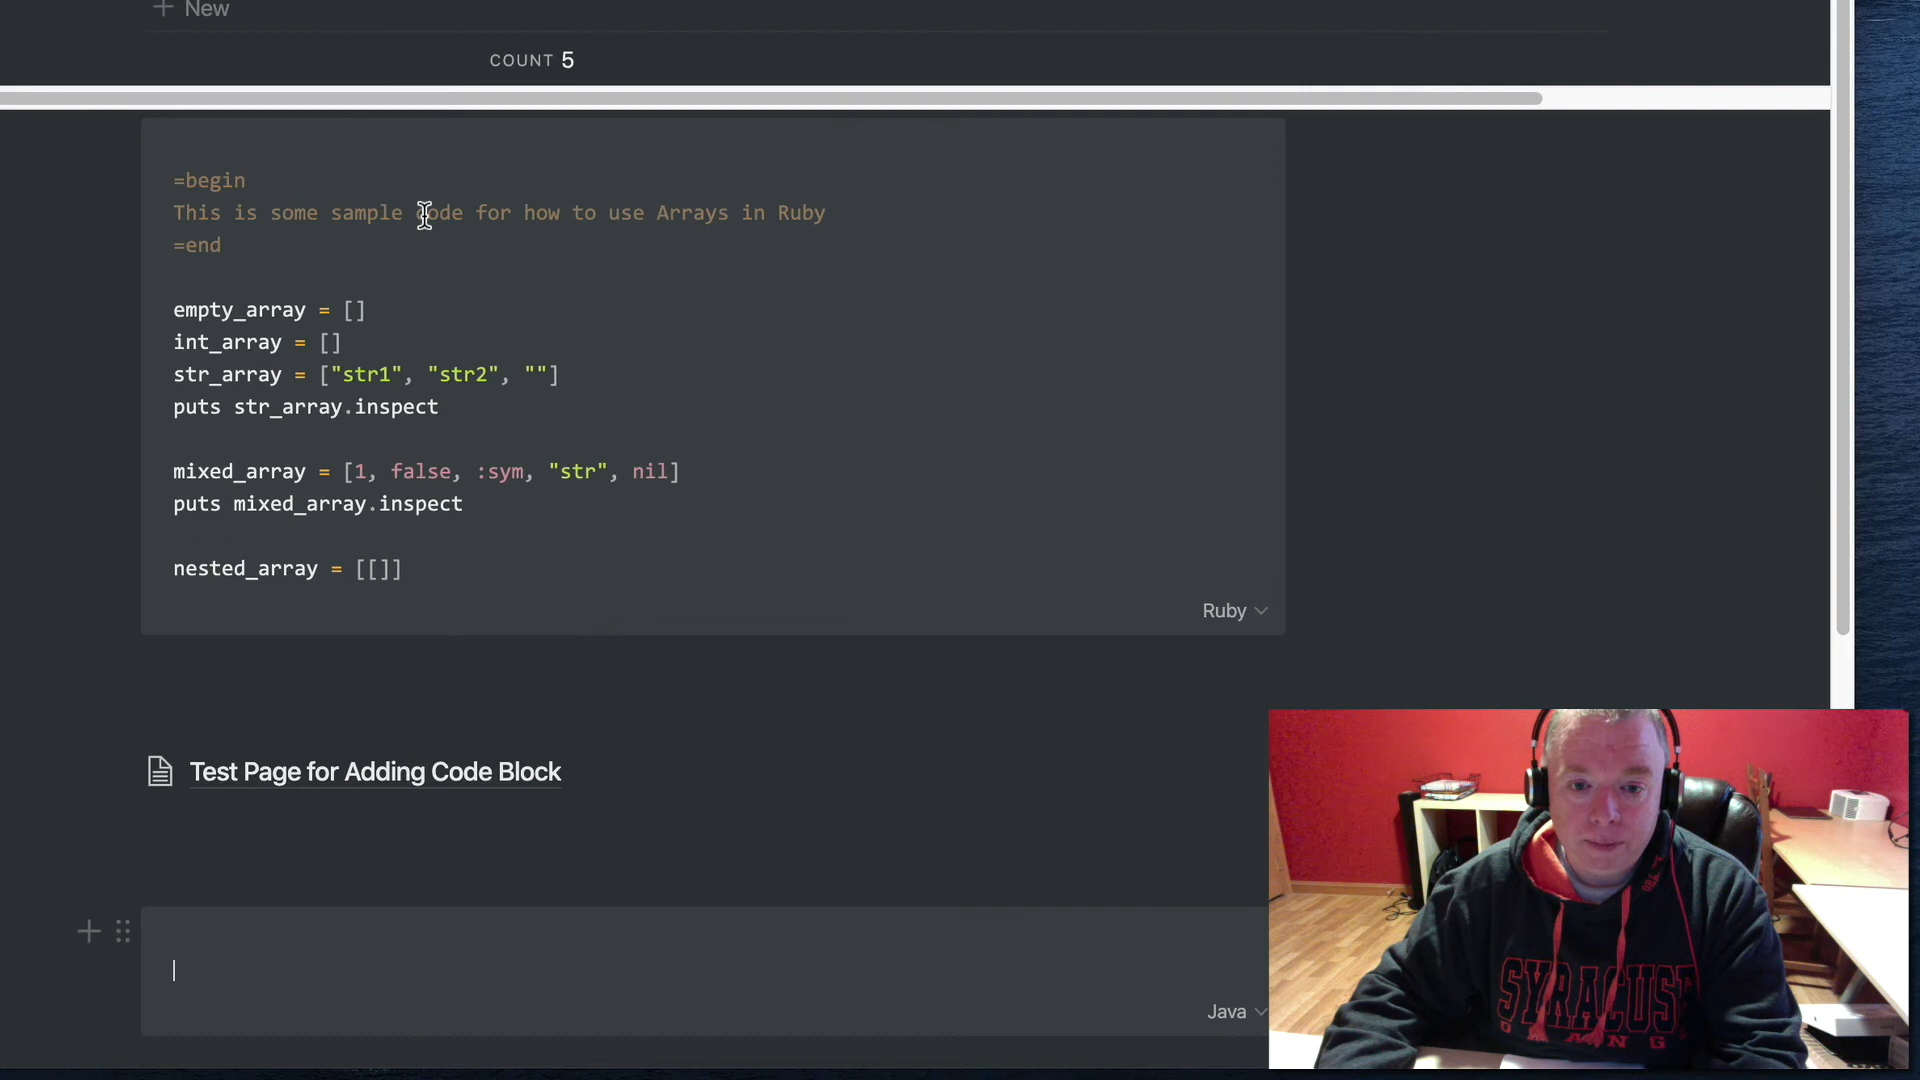 New
COUNT 5
=begin
This is some sample code for how to use Arrays in Ruby
=end
empty_array = []
int_array = []
str_array = ["str1", "str2", ""]
puts str_array.inspect
mixed_array = [1, false, :sym, "str", nil]
puts mixed_array.inspect
nested_array = [[]]
Ruby
Test Page for Adding Code Block
Java
SYRACUSE